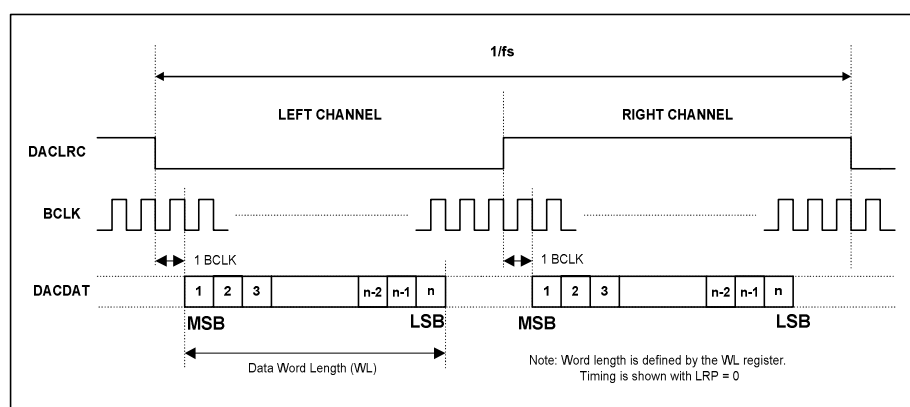 1/fs
LEFT CHANNEL RIGHT CHANNEL
DACLRC
BCLK
1 BCLK 1 BCLK
DACDAT 1 2 3 n-2 n-1 n 1 2 3 n-2 n-1 n
MSB LSB MSB LSB
Data Word Length (WL)
Note: Word length is defined by the WL register.
Timing is shown with LRP = 0